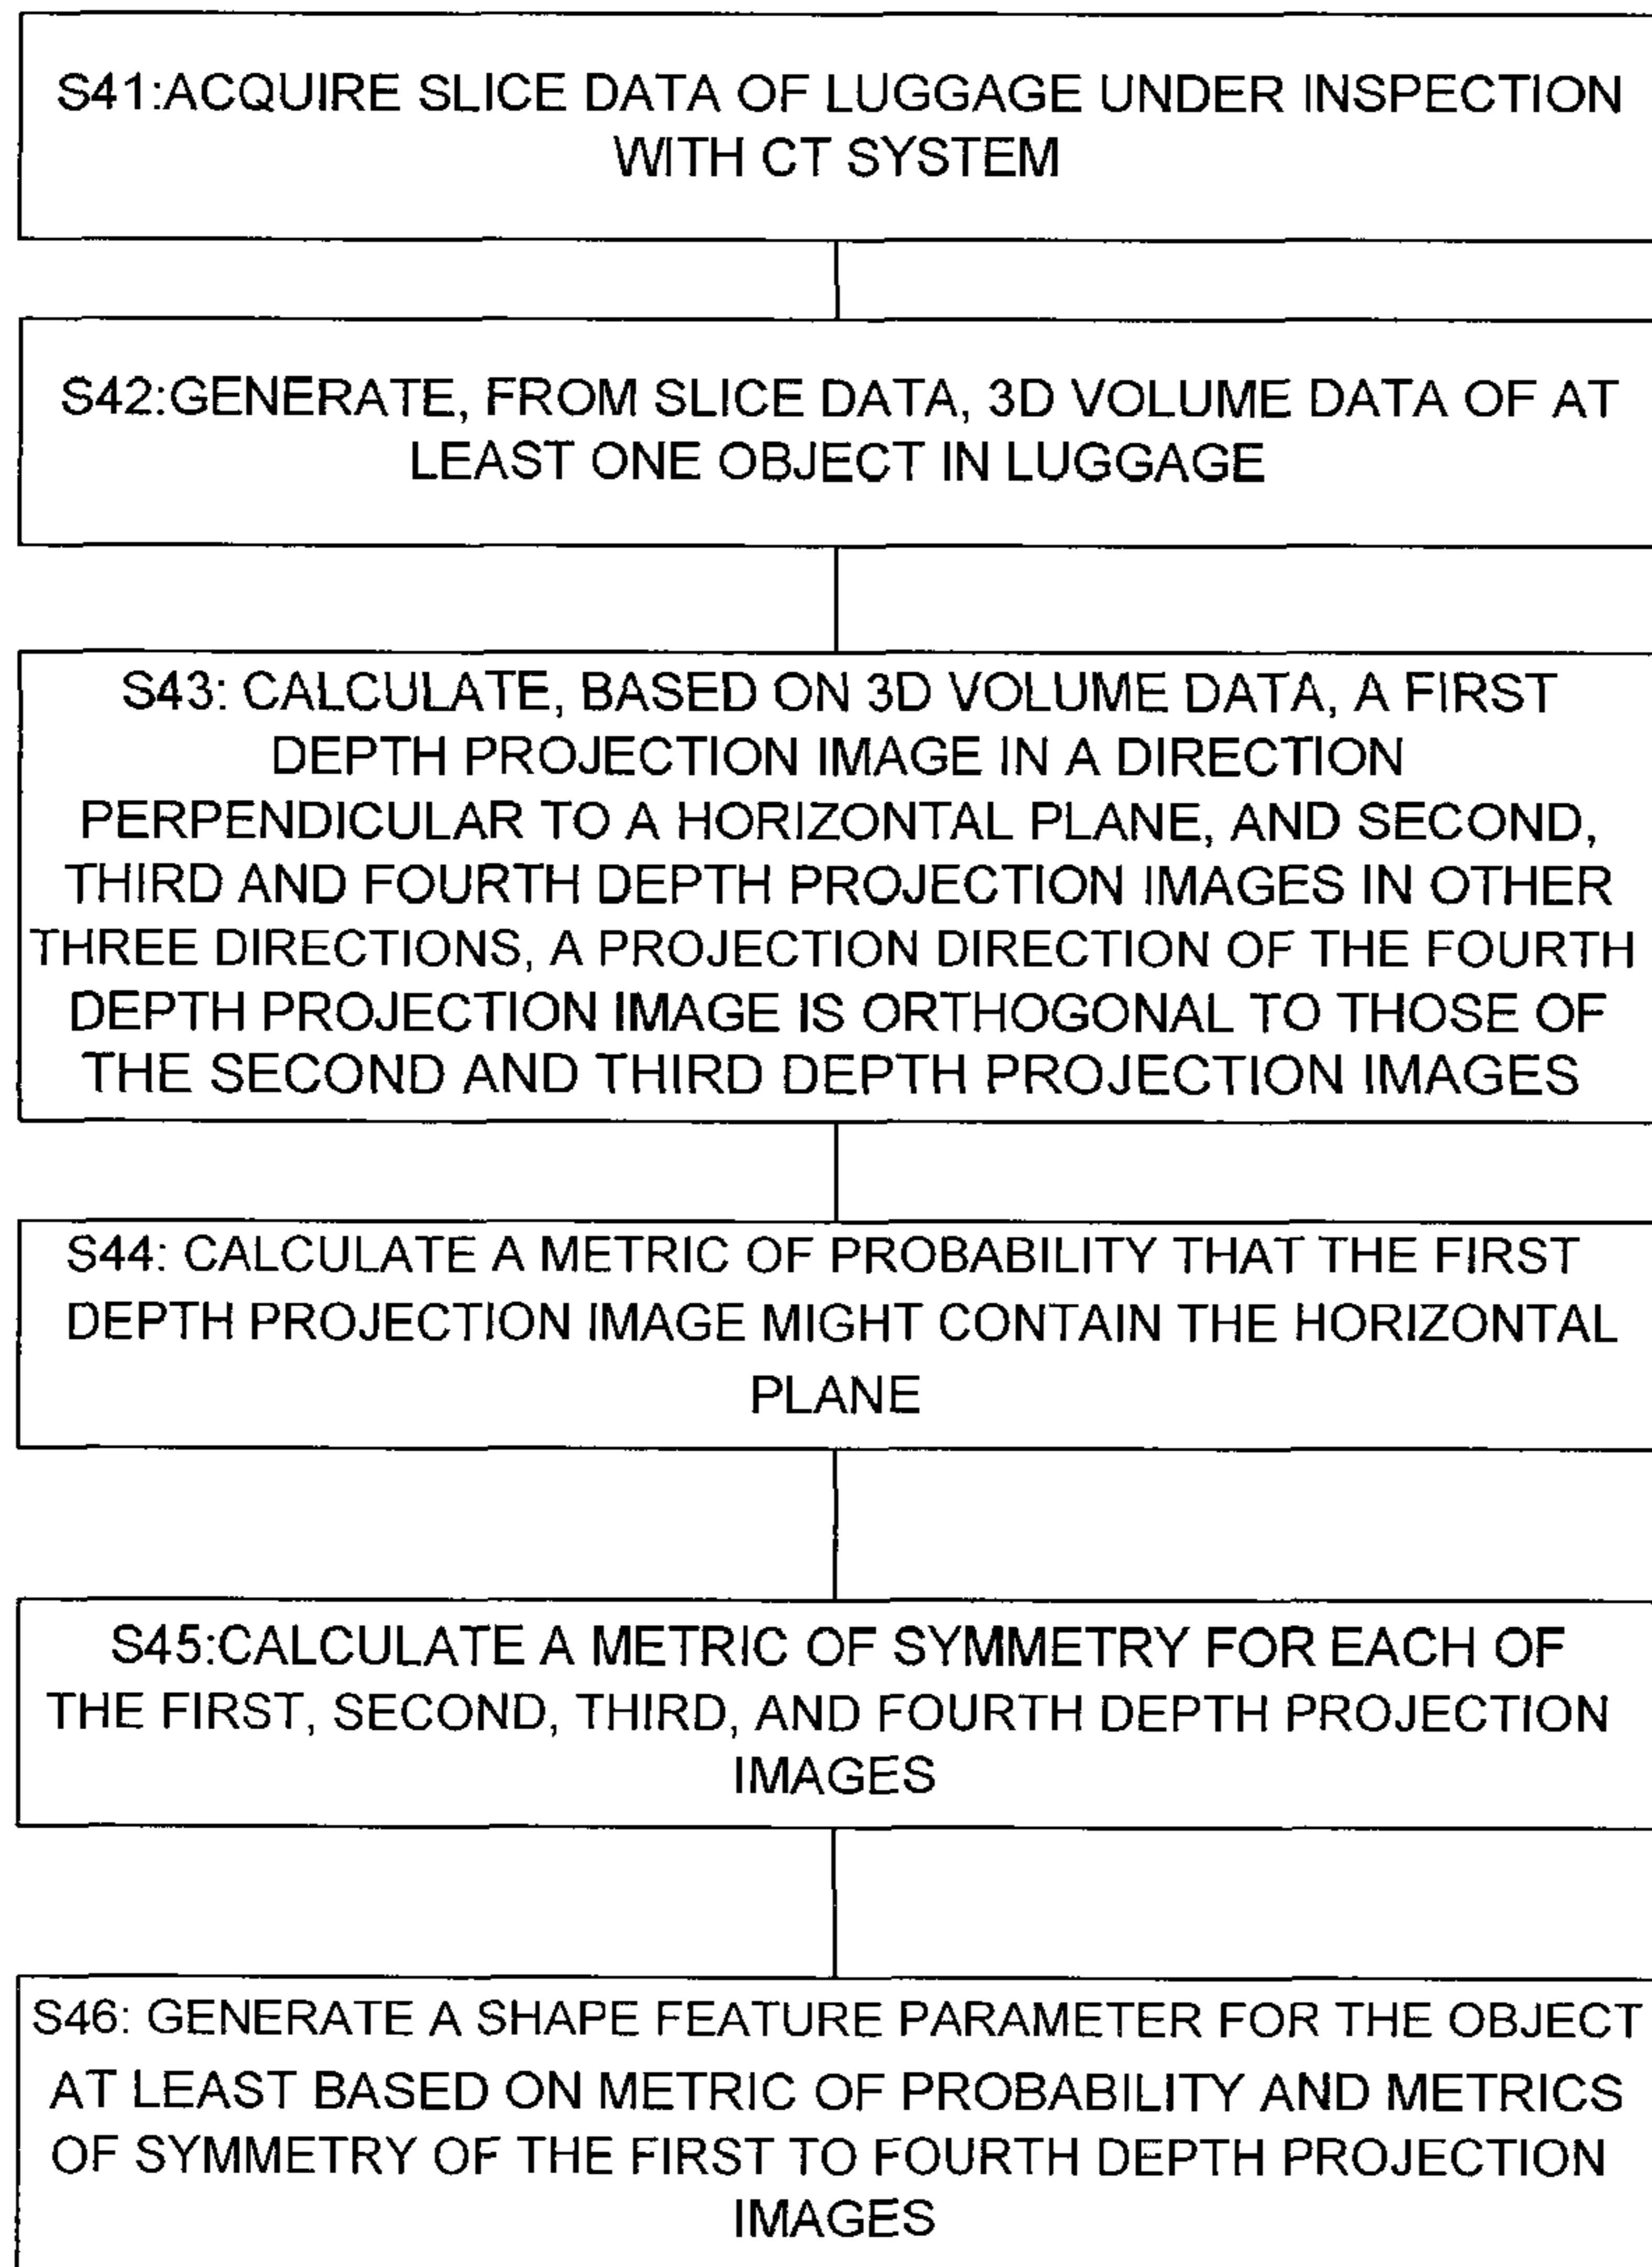 S41:ACQUIRE SLICE DATA OF LUGGAGE UNDER INSPECTION
WITH CT SYSTEM
S42:GENERATE, FROM SLICE DATA, 3D VOLUME DATA OF AT
LEAST ONE OBJECT IN LUGGAGE
S43: CALCULATE, BASED ON 3D VOLUME DATA, A FIRST
DEPTH PROJECTION IMAGE IN A DIRECTION
PERPENDICULAR TO A HORIZONTAL PLANE, AND SECOND,
THIRD AND FOURTH DEPTH PROJECTION IMAGES IN OTHER
THREE DIRECTIONS, A PROJECTION DIRECTION OF THE FOURTH
DEPTH PROJECTION IMAGE IS ORTHOGONAL TO THOSE OF
THE SECOND AND THIRD DEPTH PROJECTION IMAGES
S44: CALCULATE A METRIC OF PROBABILITY THAT THE FIRST
DEPTH PROJECTION IMAGE MIGHT CONTAIN THE HORIZONTAL
PLANE
S45:CALCULATE A METRIC OF SYMMETRY FOR EACH OF
THE FIRST, SECOND, THIRD, AND FOURTH DEPTH PROJECTION
IMAGES
S46: GENERATE A SHAPE FEATURE PARAMETER FOR THE OBJECT
AT LEAST BASED ON METRIC OF PROBABILITY AND METRICS
OF SYMMETRY OF THE FIRST TO FOURTH DEPTH PROJECTION
IMAGES